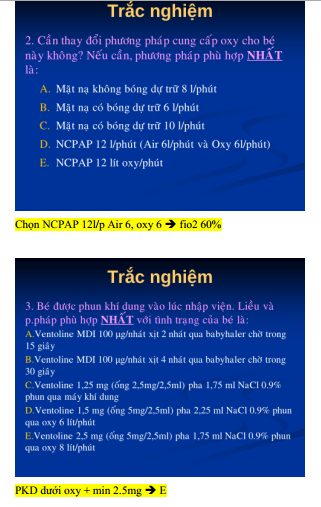 Trắc nghiệm
2. Cần thay đổi phương pháp cung cấp oxy cho bé
này không? Nếu cần, phương pháp phù hợp NHẤT
là:
A. Mặt nạ không bóng dự trữ 8 l/phút
B. Mặt nạ có bóng dự trữ 6 l/phút
C. Mặt nạ có bóng dự trữ 10 l/phút
D. NCPAP 12 l/phút (Air 6l/phút và Oxy 6l/phút)
E. NCPAP 12 lít oxy/phút
Chọn NCPAP 12l/p Air 6, oxy 6 ➔ fio2 60%
Trắc nghiệm
3. Bé được phun khí dung vào lúc nhập viện. Liều và
p.pháp phù hợp NHẤT với tình trạng của bé là:
A.Ventoline MDI 100 µg/nhát xịt 2 nhát qua babyhaler chờ trong
15 giây
B.Ventoline MDI 100 µg/nhát xịt 4 nhát qua babyhaler chờ trong
30 giây
C.Ventoline 1,25 mg (ống 2,5mg/2,5ml) pha 1,75 ml NaCl 0.9%
phun qua máy khí dung
D.Ventoline 1,5 mg (ống 5mg/2,5ml) pha 2,25 ml NaCl 0.9% phun
qua oxy 6 lít/phút
E.Ventoline 2,5 mg (ống 5mg/2,5ml) pha 1,75 ml NaCl 0.9% phun
qua oxy 8 lít/phút
PKD dưới oxy + min 2.5mg ➔ E